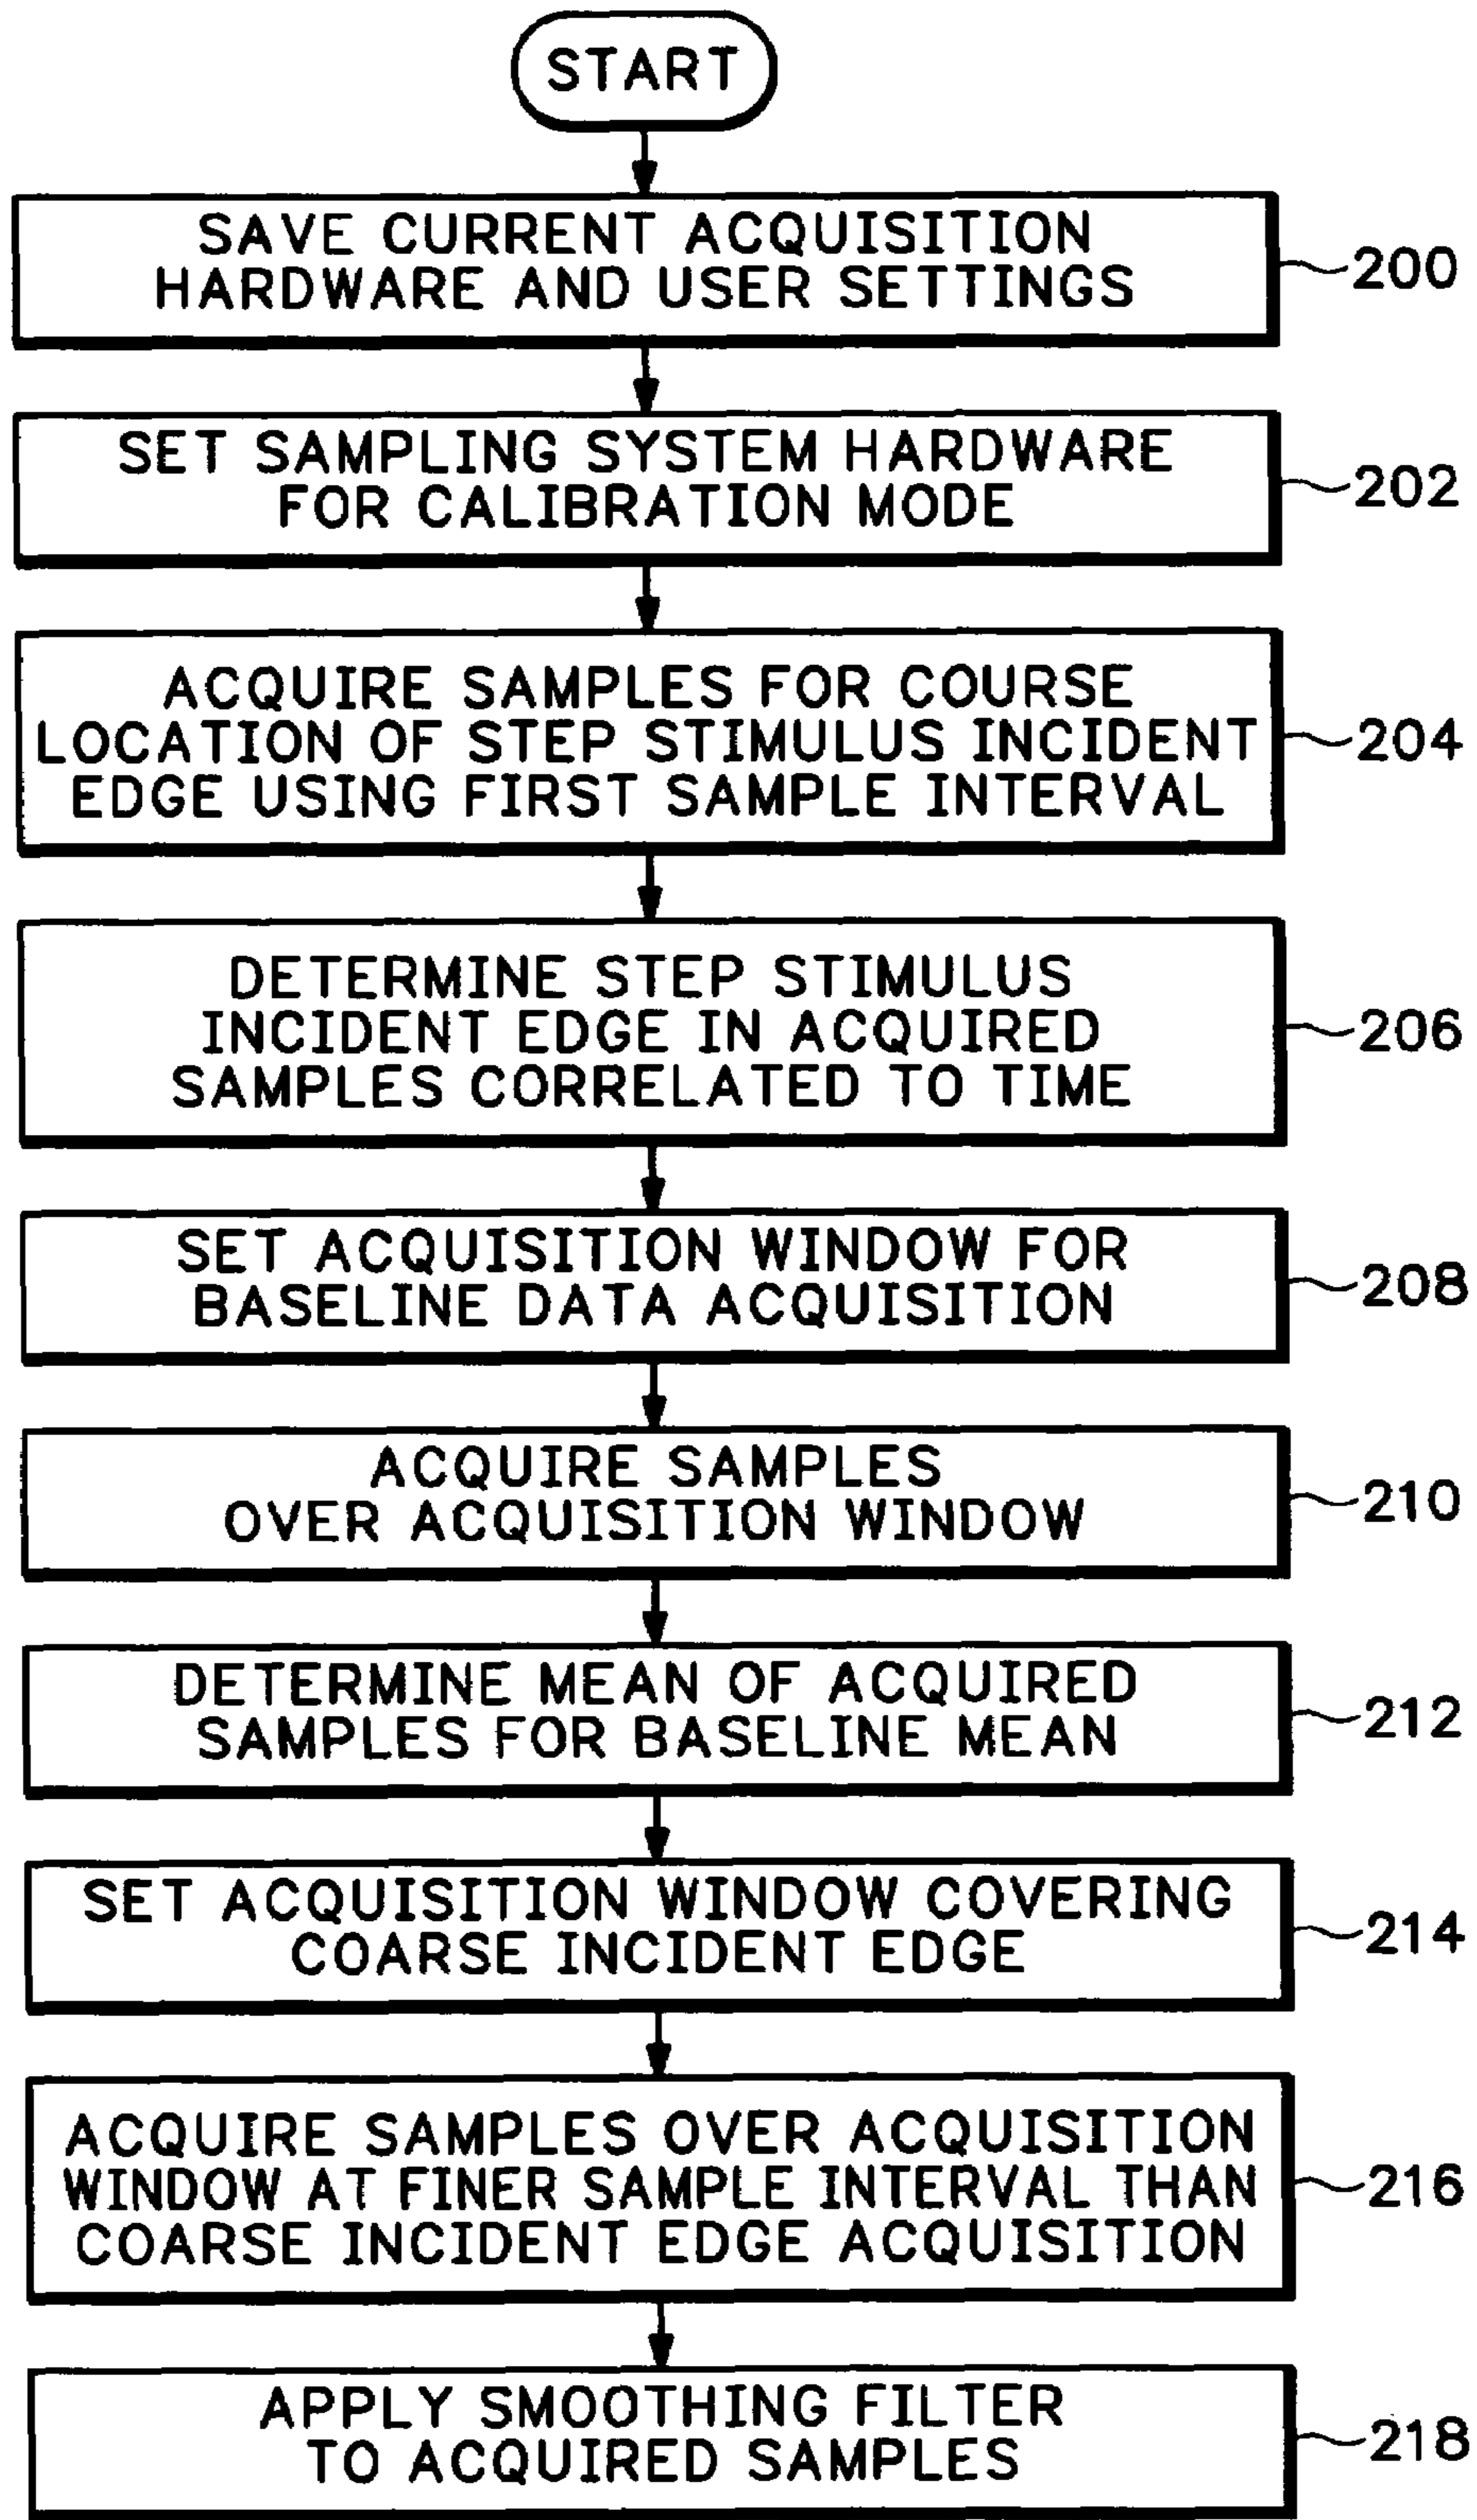 START
SAVE CURRENT ACQUISITION
HARDWARE AND USER SETTINGS
200
SET SAMPLING SYSTEM HARDWARE
FOR CALIBRATION MODE
202
ACQUIRE SAMPLES FOR COURSE
LOCATION OF STEP STIMULUS INCIDENT
EDGE USING FIRST SAMPLE INTERVAL
204
DETERMINE STEP STIMULUS
INCIDENT EDGE IN ACQUIRED
SAMPLES CORRELATED TO TIME
206
SET ACQUISITION WINDOW FOR
BASELINE DATA ACQUISITION
208
ACQUIRE SAMPLES
OVER ACQUISITION WINDOW
210
DETERMINE MEAN OF ACQUIRED
SAMPLES FOR BASELINE MEAN
212
SET ACQUISITION WINDOW COVERING
COARSE INCIDENT EDGE
214
ACQUIRE SAMPLES OVER ACQUISITION
WINDOW AT FINER SAMPLE INTERVAL THAN
COARSE INCIDENT EDGE ACQUISITION
216
APPLY SMOOTHING FILTER
TO ACQUIRED SAMPLES
218